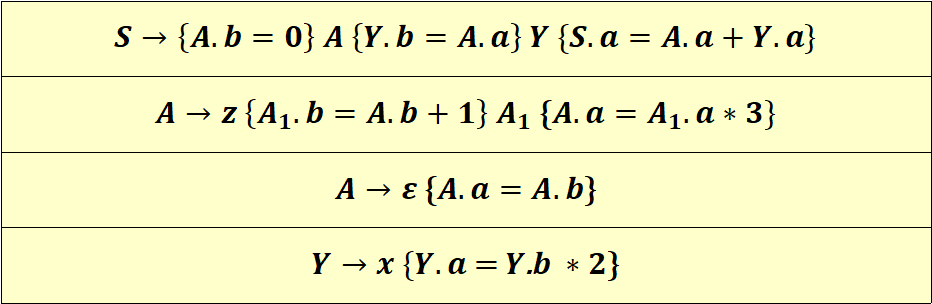 S → {A. b = 0} A {Y. b = A. a} Y {S. a = A. a + Y. a}
A → z {A₁. b = A. b + 1} A₁ {A. a = A₁. a * 3}
A → ε {A. a = A. b}
Y → x {Y. a = Y.b * 2}